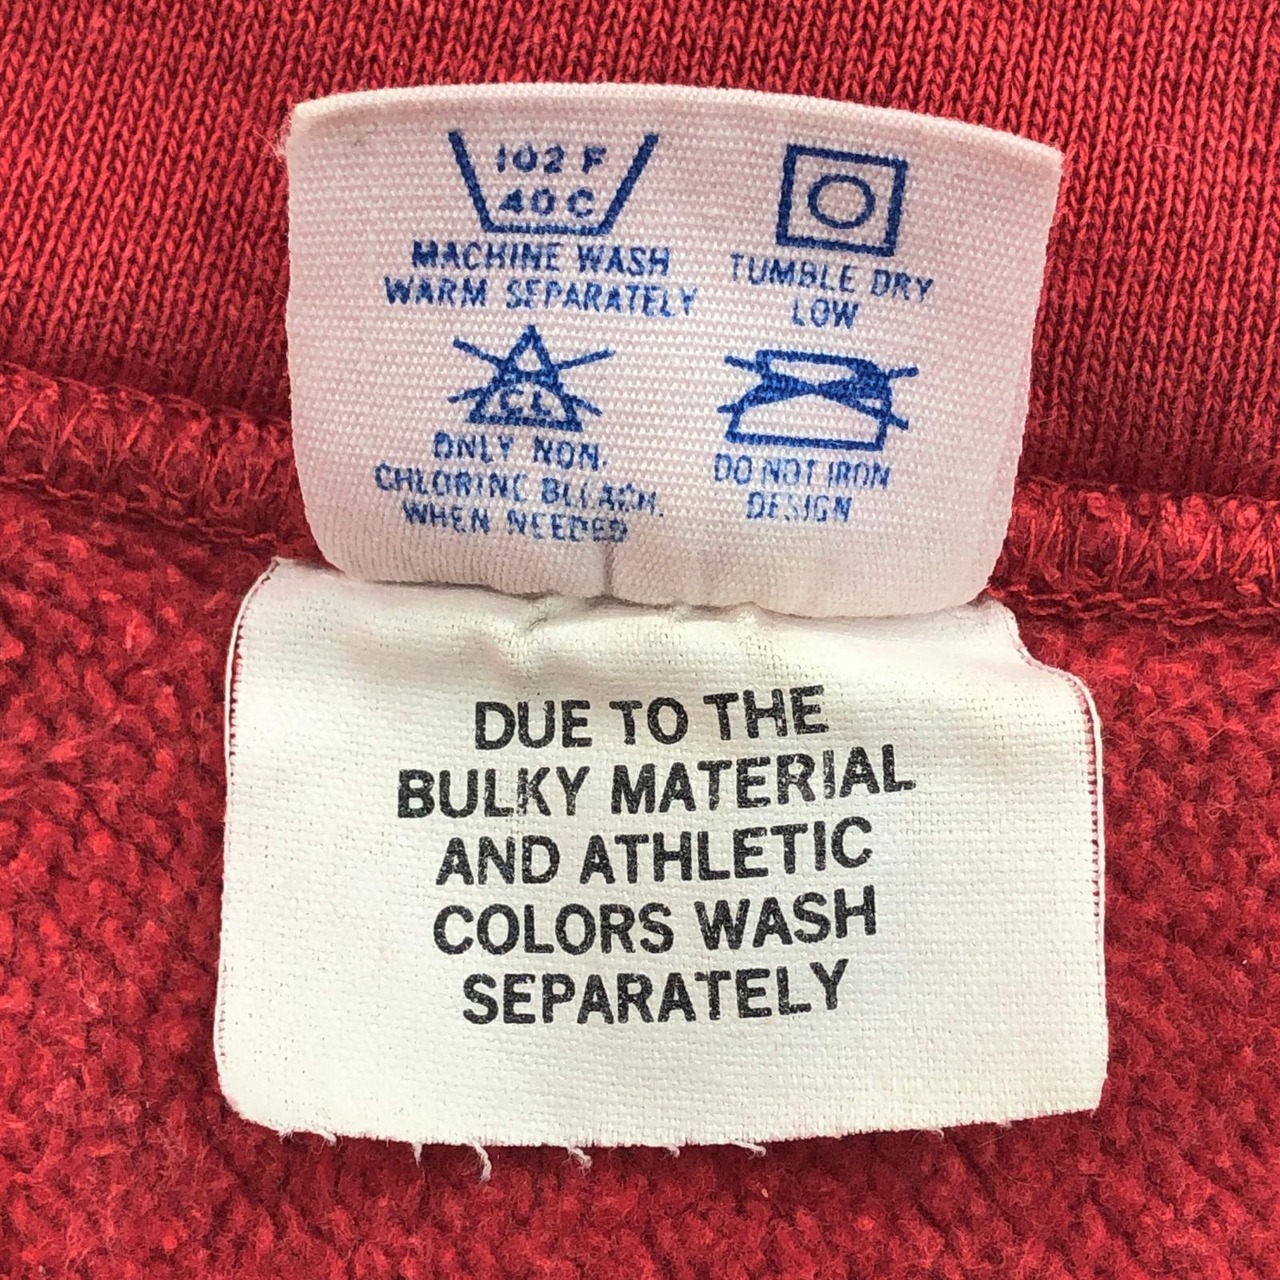 102 F
40 C
MACHINE WASH
WARM SEPARATELY
TUMBLE DRY
LOW
CL
ONLY NON-
CHLORINE BLEACH.
WHEN NEEDED
DO NOT IRON
DESIGN
DUE TO THE
BULKY MATERIAL
AND ATHLETIC
COLORS WASH
SEPARATELY